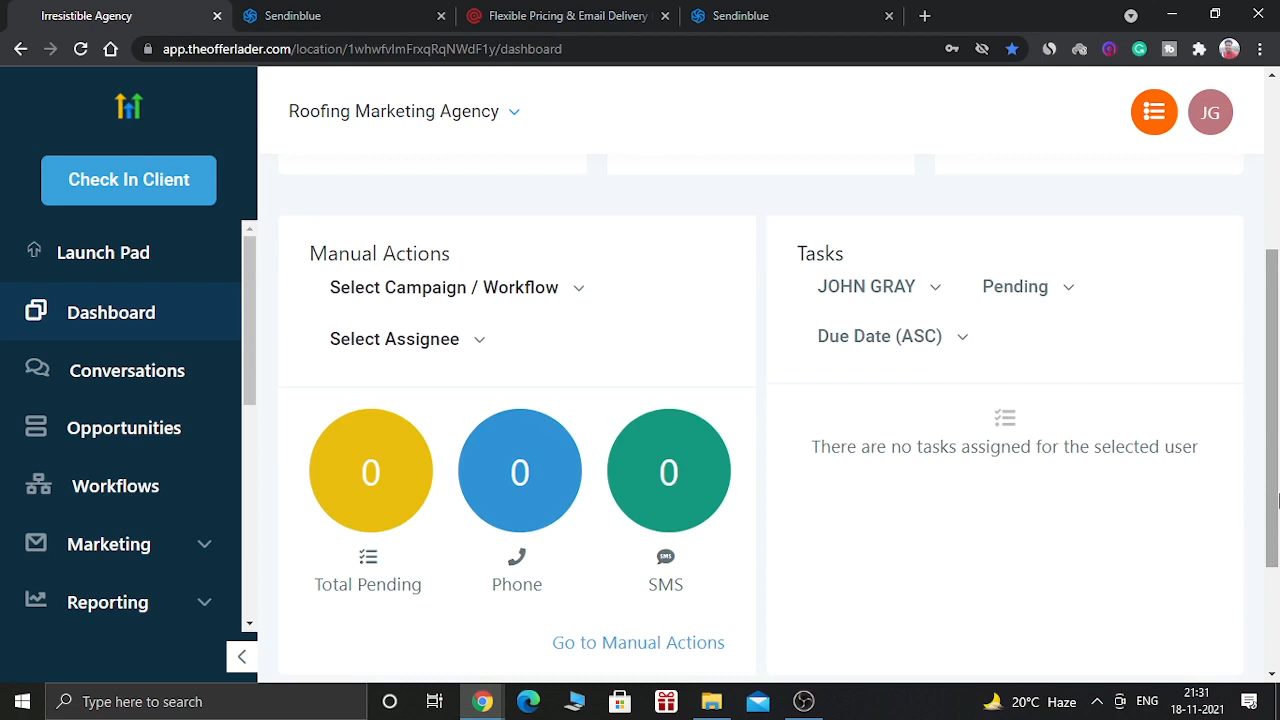 Irrestible Agency
Sendinblue
Flexible Pricing & Email Delivery
Sendinblue
app.theofferlader.com/location/1whwfvlmFrxqRqNWdF1y/dashboard
Roofing Marketing Agency
JG
Check In Client
Launch Pad
Dashboard
Conversations
Opportunities
Workflows
Marketing
Reporting
Manual Actions
Select Campaign / Workflow
Select Assignee
0 0 0
SMS
Total Pending Phone SMS
Go to Manual Actions
Tasks
JOHN GRAY Pending
Due Date (ASC)
There are no tasks assigned for the selected user
Type here to search
20°C Haze
ENG
21:31
18-11-2021